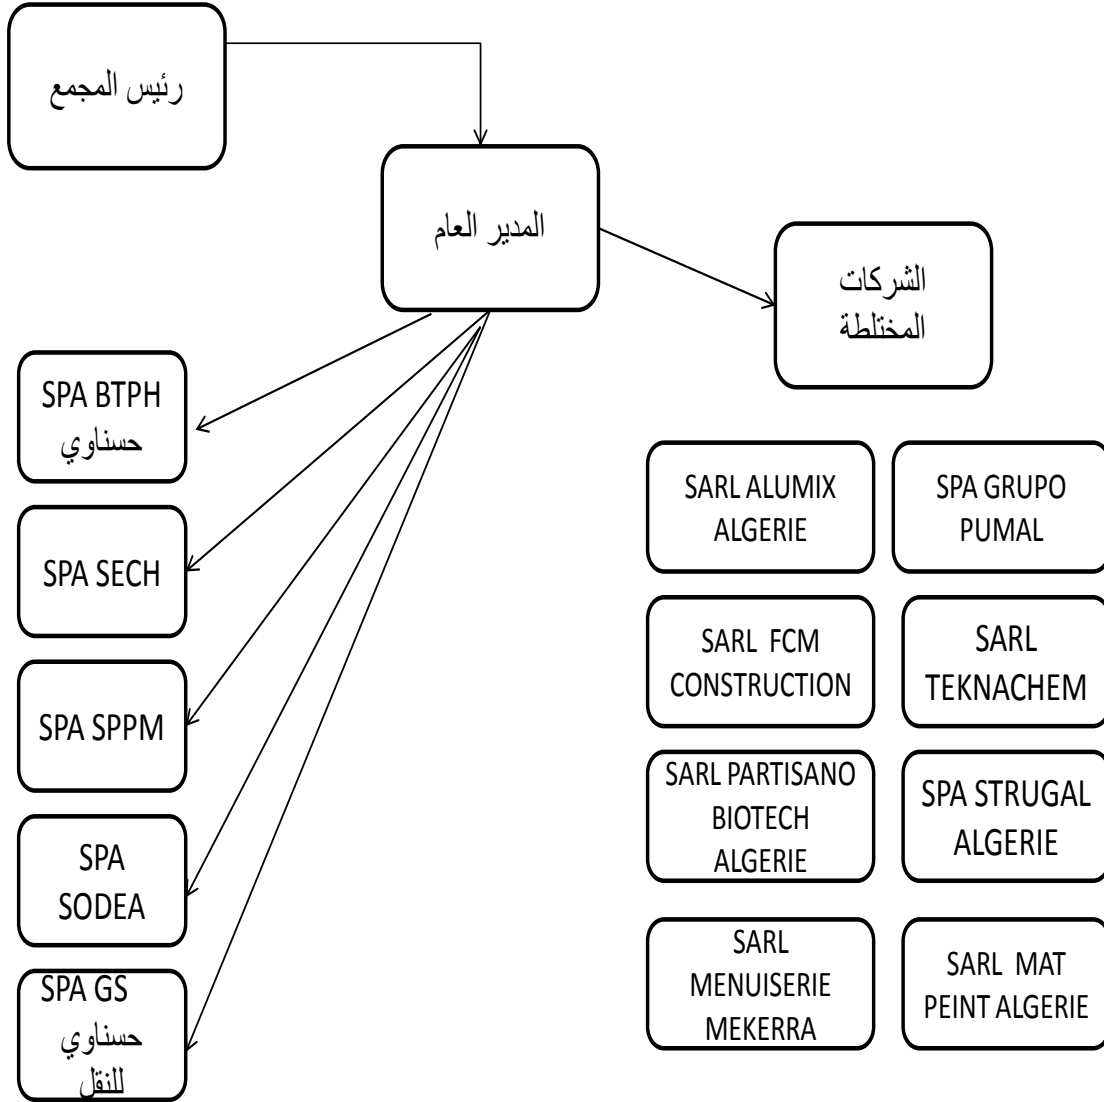 رئيس المجمع
المدير العام
الشركات
المختلطة
SPA BTPH
حسناوي
SPA SECH
SPA SPPM
SPA
SODEA
SPA GS
حسناوي
للنقل
SARL ALUMIX
ALGERIE
SPA GRUPO
PUMAL
SARL FCM
CONSTRUCTION
SARL
TEKNACHEM
SARL PARTISANO
BIOTECH
ALGERIE
SPA STRUGAL
ALGERIE
SARL
MENUISERIE
MEKERRA
SARL MAT
PEINT ALGERIE